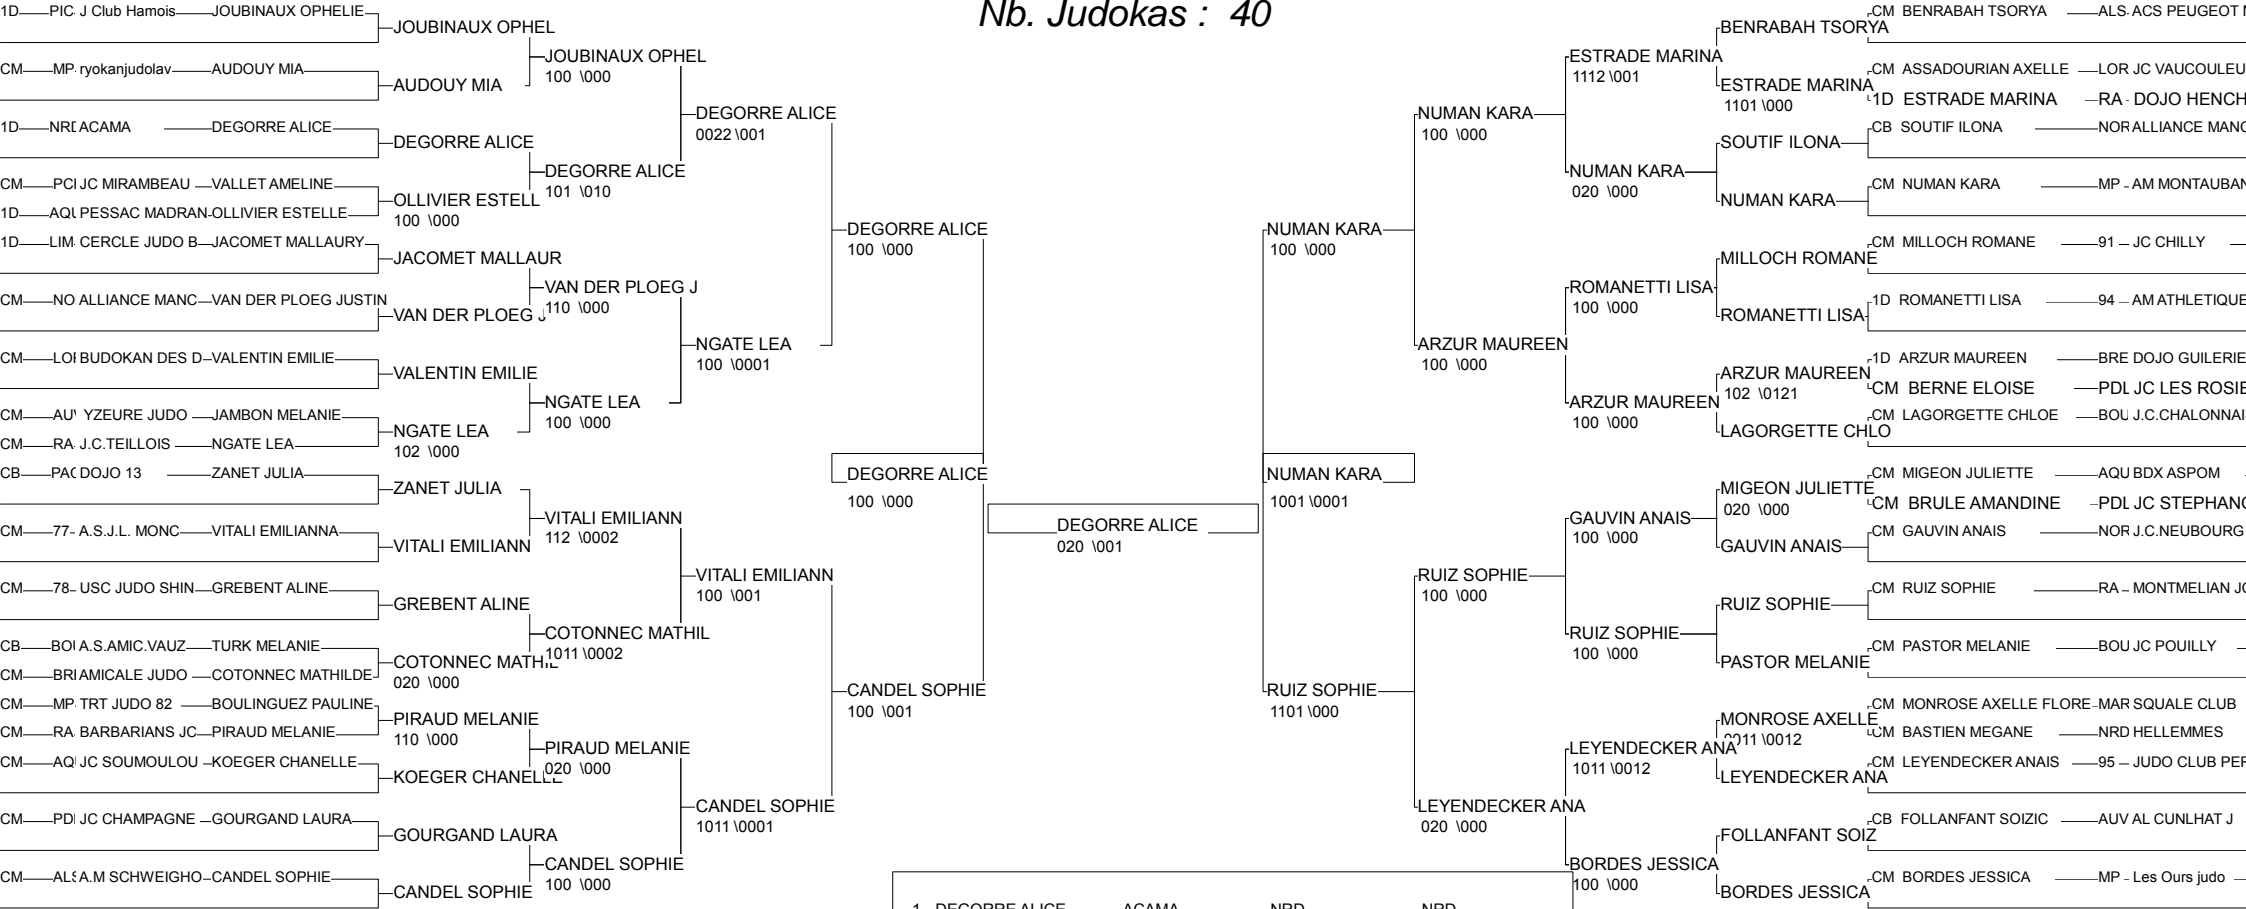 Nb. Judokas : 40
1D PIC J Club Hamois JOUBINAUX OPHELIE
CM MP ryokanjudolav AUDOUY MIA
1D NRD ACAMA DEGORRE ALICE
CM PCI JC MIRAMBEAU VALLET AMELINE
1D AQU PESSAC MADRAN OLLIVIER ESTELLE
1D LIM CERCLE JUDO B JACOMET MALLAURY
CM NO ALLIANCE MANC VAN DER PLOEG JUSTIN
CM LOI BUDOKAN DES D VALENTIN EMILIE
CM AUV YZEURE JUDO JAMBON MELANIE
CM RA J.C.TEILLOIS NGATE LEA
CB PAC DOJO 13 ZANET JULIA
CM 77 A.S.J.L. MONC VITALI EMILIANNA
CM 78 USC JUDO SHIN GREBENT ALINE
CB BOU A.S.AMIC.VAUZ TURK MELANIE
CM BRI AMICALE JUDO COTONNEC MATHILDE
CM MP TRT JUDO 82 BOULINGUEZ PAULINE
CM RA BARBARIANS JC PIRAUD MELANIE
CM AQ JC SOUMOULOU KOEGER CHANELLE
CM PDI JC CHAMPAGNE GOURGAND LAURA
CM ALS A.M SCHWEIGHO CANDEL SOPHIE
JOUBINAUX OPHEL
AUDOUY MIA
DEGORRE ALICE
OLLIVIER ESTELL
100 \000
JACOMET MALLAUR
VAN DER PLOEG J
VALENTIN EMILIE
NGATE LEA
102 \000
ZANET JULIA
VITALI EMILIANN
GREBENT ALINE
COTONNEC MATHIL
020 \000
PIRAUD MELANIE
110 \000
KOEGER CHANELLE
GOURGAND LAURA
CANDEL SOPHIE
JOUBINAUX OPHEL
100 \000
DEGORRE ALICE
101 \010
VAN DER PLOEG J
110 \000
NGATE LEA
100 \000
VITALI EMILIANN
112 \0002
COTONNEC MATHIL
1011 \0002
PIRAUD MELANIE
020 \000
CANDEL SOPHIE
100 \000
DEGORRE ALICE
0022 \001
NGATE LEA
100 \0001
VITALI EMILIANN
100 \001
CANDEL SOPHIE
1011 \0001
DEGORRE ALICE
100 \000
DEGORRE ALICE
100 \000
CANDEL SOPHIE
100 \001
DEGORRE ALICE
020 \001
NUMAN KARA
100 \000
NUMAN KARA
1001 \0001
RUIZ SOPHIE
1101 \000
NUMAN KARA
100 \000
ARZUR MAUREEN
100 \000
RUIZ SOPHIE
100 \000
LEYENDECKER ANA
020 \000
ESTRADE MARINA
1112 \001
NUMAN KARA
020 \000
ROMANETTI LISA
100 \000
ARZUR MAUREEN
100 \000
GAUVIN ANAIS
100 \000
RUIZ SOPHIE
100 \000
LEYENDECKER ANA
1011 \0012
BORDES JESSICA
100 \000
BENRABAH TSORYA
ESTRADE MARINA
1101 \000
SOUTIF ILONA
NUMAN KARA
MILLOCH ROMANE
ROMANETTI LISA
ARZUR MAUREEN
102 \0121
LAGORGETTE CHLO
MIGEON JULIETTE
020 \000
GAUVIN ANAIS
RUIZ SOPHIE
PASTOR MELANIE
MONROSE AXELLE
0011 \0012
LEYENDECKER ANA
FOLLANFANT SOIZ
BORDES JESSICA
CM BENRABAH TSORYA ALS ACS PEUGEOT
CM ASSADOURIAN AXELLE LOR JC VAUCOULEU
1D ESTRADE MARINA RA DOJO HENCH
CB SOUTIF ILONA NOR ALLIANCE MANC
CM NUMAN KARA MP AM MONTAUBAN
CM MILLOCH ROMANE 91 JC CHILLY
1D ROMANETTI LISA 94 AM ATHLETIQUE
1D ARZUR MAUREEN BRE DOJO GUILERIE
CM BERNE ELOISE PDL JC LES ROSIE
CM LAGORGETTE CHLOE BOU J.C.CHALONNAI
CM MIGEON JULIETTE AQU BDX ASPOM
CM BRULE AMANDINE PDL JC STEPHANO
CM GAUVIN ANAIS NOR J.C.NEUBOURG
CM RUIZ SOPHIE RA MONTMELIAN JC
CM PASTOR MELANIE BOU JC POUILLY
CM MONROSE AXELLE FLORE MAR SQUALE CLUB
CM BASTIEN MEGANE NRD HELLEMMES
CM LEYENDECKER ANAIS 95 JUDO CLUB PER
CB FOLLANFANT SOIZIC AUV AL CUNLHAT J
CM BORDES JESSICA MP Les Ours judo
1 DEGORRE ALICE ACAMA NRD NRD